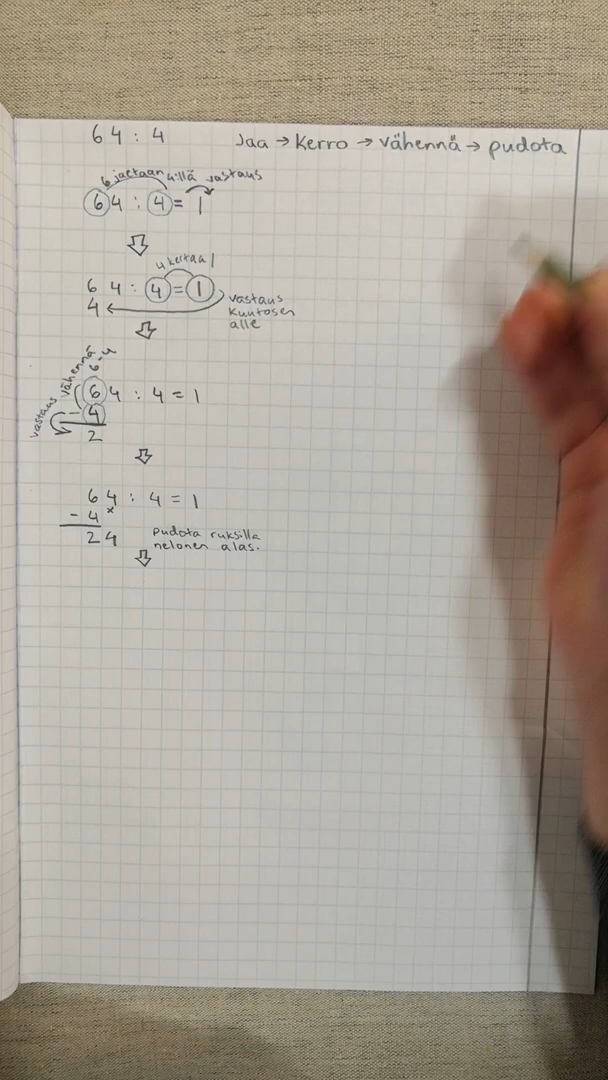 64 : 4
Jaa → Kerro → vähennä → pudota
6 jaetaan 4:llä vastaus
64 : 4 = 1
4 kertaa 1
64 : 4 = 1
4
vastaus
kuutosen
alle
vähennä
6-4
64 : 4 = 1
- 4
vastaus
2
64 : 4 = 1
- 4 x
24
pudota ruksilla
nelonen alas.